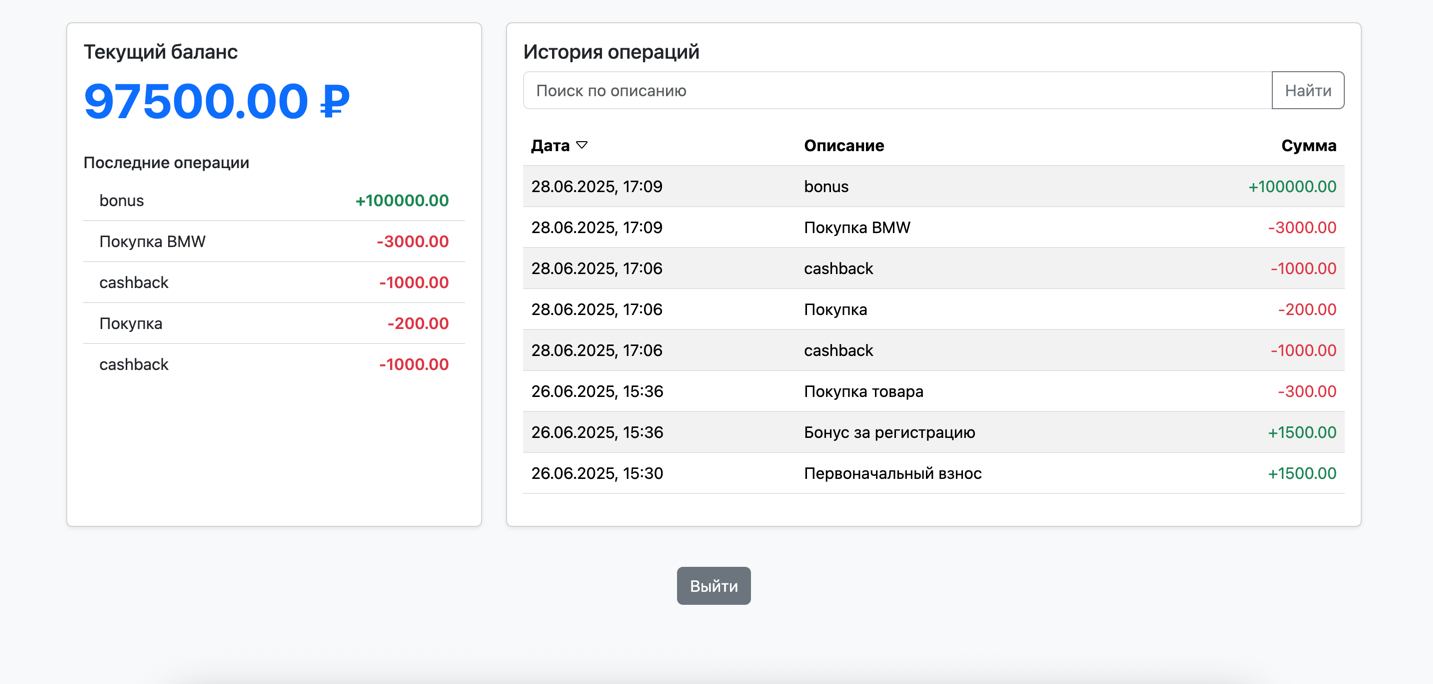 Текущий баланс
97500.00 ₽
Последние операции
bonus +100000.00
Покупка BMW -3000.00
cashback -1000.00
Покупка -200.00
cashback -1000.00
История операций
Поиск по описанию Найти
Дата Описание Сумма
28.06.2025, 17:09 bonus +100000.00
28.06.2025, 17:09 Покупка BMW -3000.00
28.06.2025, 17:06 cashback -1000.00
28.06.2025, 17:06 Покупка -200.00
28.06.2025, 17:06 cashback -1000.00
26.06.2025, 15:36 Покупка товара -300.00
26.06.2025, 15:36 Бонус за регистрацию +1500.00
26.06.2025, 15:30 Первоначальный взнос +1500.00
Выйти